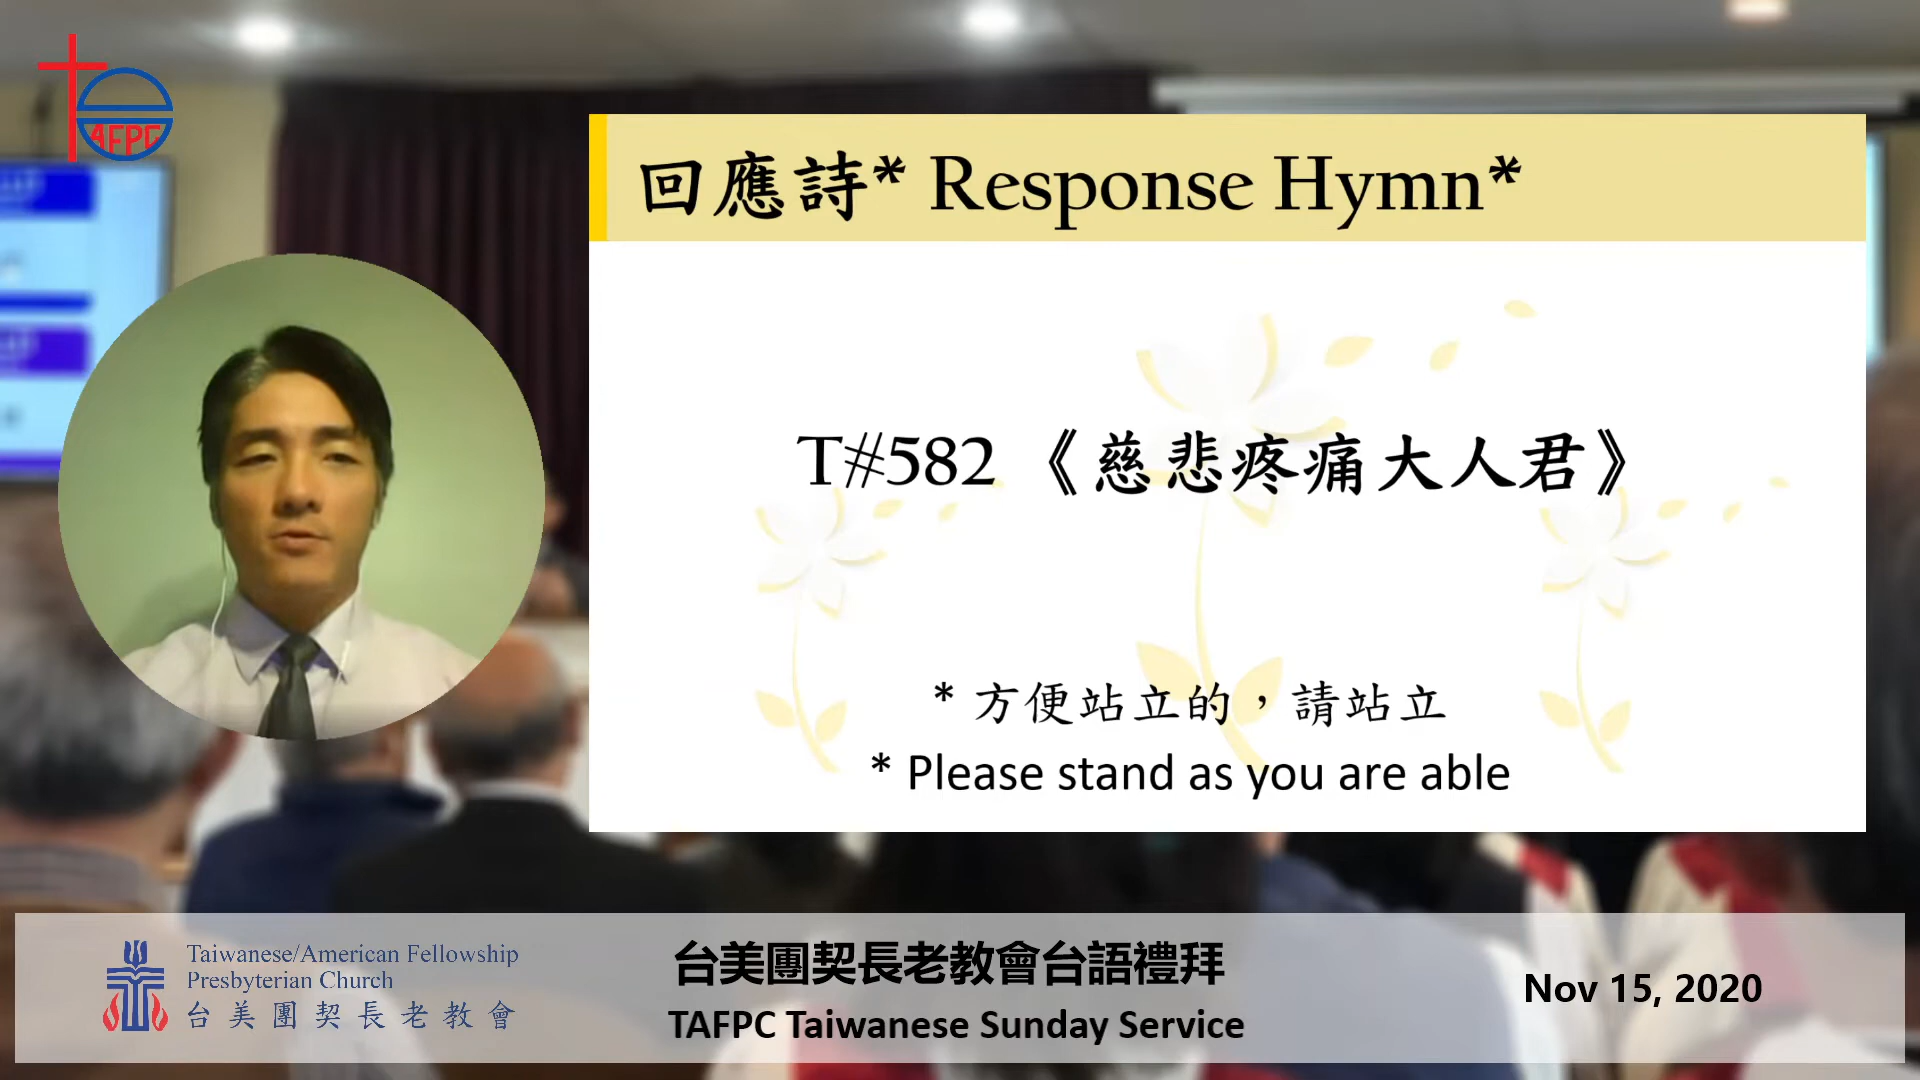 AFPC
回應詩* Response Hymn*
T#582 《慈悲疼痛大人君》
* 方便站立的，請站立
* Please stand as you are able
Taiwanese/American Fellowship
Presbyterian Church
台美團契長老教會
台美團契長老教會台語禮拜
TAFPC Taiwanese Sunday Service
Nov 15, 2020